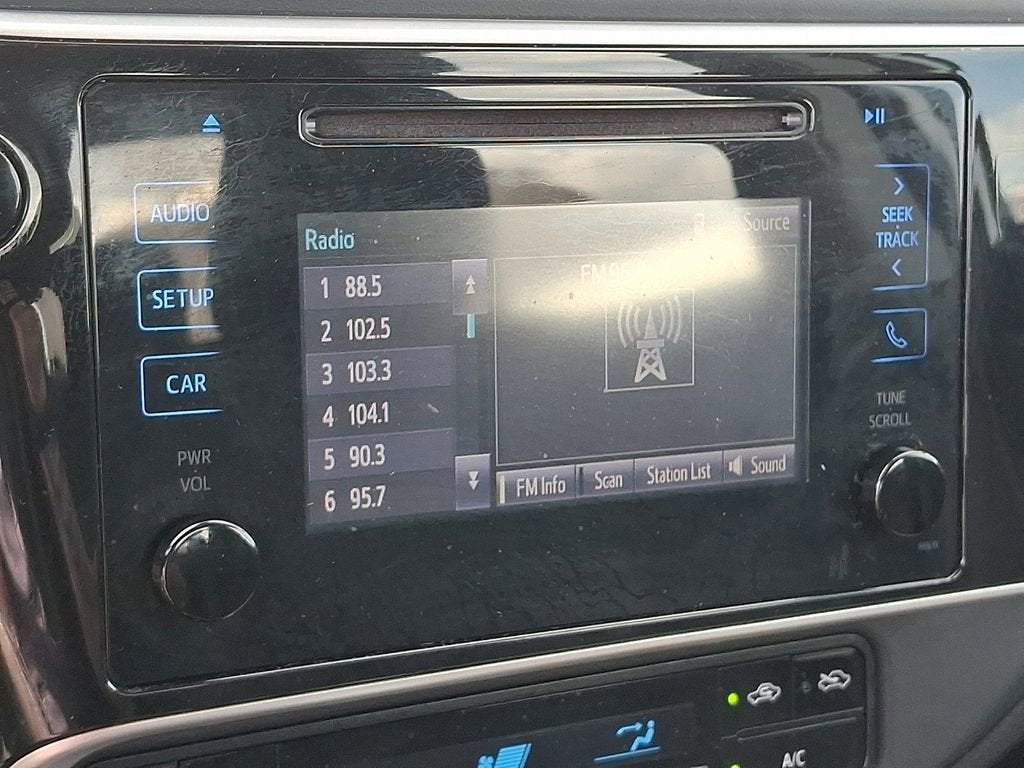 AUDIO
SETUP
CAR
PWR
VOL
Radio
Source
1 88.5
2 102.5
3 103.3
4 104.1
5 90.3
6 95.7
FM
FM Info
Scan
Station List
Sound
SEEK
TRACK
TUNE
SCROLL
A/C